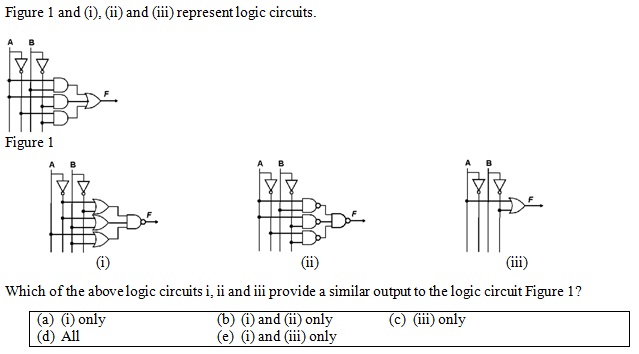 Figure 1 and (i), (ii) and (iii) represent logic circuits.
A B
F
Figure 1
A B A B A B
F F F
(i) (ii) (iii)
Which of the above logic circuits i, ii and iii provide a similar output to the logic circuit Figure 1?
(a) (i) only (b) (i) and (ii) only (c) (iii) only
(d) All (e) (i) and (iii) only